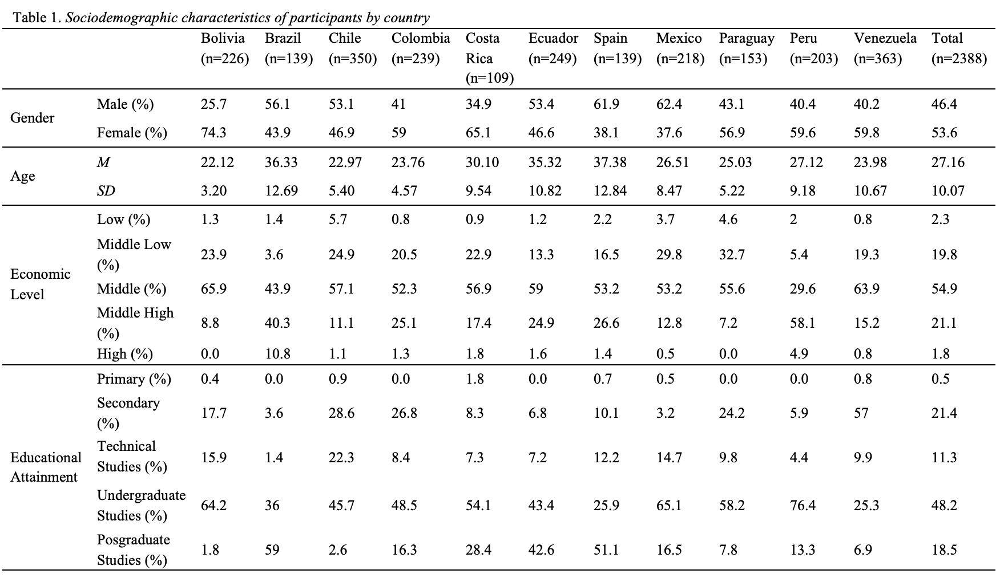 Table 1. Sociodemographic characteristics of participants by country
Bolivia Brazil Chile Colombia Costa Ecuador Spain Mexico Paraguay Peru Venezuela Total
(n=226) (n=139) (n=350) (n=239) Rica (n=249) (n=139) (n=218) (n=153) (n=203) (n=363) (n=2388)
(n=109)
Gender
Male (%) 25.7 56.1 53.1 41 34.9 53.4 61.9 62.4 43.1 40.4 40.2 46.4
Female (%) 74.3 43.9 46.9 59 65.1 46.6 38.1 37.6 56.9 59.6 59.8 53.6
Age
M 22.12 36.33 22.97 23.76 30.10 35.32 37.38 26.51 25.03 27.12 23.98 27.16
SD 3.20 12.69 5.40 4.57 9.54 10.82 12.84 8.47 5.22 9.18 10.67 10.07
Economic
Level
Low (%) 1.3 1.4 5.7 0.8 0.9 1.2 2.2 3.7 4.6 2 0.8 2.3
Middle Low
(%) 23.9 3.6 24.9 20.5 22.9 13.3 16.5 29.8 32.7 5.4 19.3 19.8
Middle (%) 65.9 43.9 57.1 52.3 56.9 59 53.2 53.2 55.6 29.6 63.9 54.9
Middle High
(%) 8.8 40.3 11.1 25.1 17.4 24.9 26.6 12.8 7.2 58.1 15.2 21.1
High (%) 0.0 10.8 1.1 1.3 1.8 1.6 1.4 0.5 0.0 4.9 0.8 1.8
Educational
Attainment
Primary (%) 0.4 0.0 0.9 0.0 1.8 0.0 0.7 0.5 0.0 0.0 0.8 0.5
Secondary
(%) 17.7 3.6 28.6 26.8 8.3 6.8 10.1 3.2 24.2 5.9 57 21.4
Technical
Studies (%) 15.9 1.4 22.3 8.4 7.3 7.2 12.2 14.7 9.8 4.4 9.9 11.3
Undergraduate
Studies (%) 64.2 36 45.7 48.5 54.1 43.4 25.9 65.1 58.2 76.4 25.3 48.2
Posgraduate
Studies (%) 1.8 59 2.6 16.3 28.4 42.6 51.1 16.5 7.8 13.3 6.9 18.5